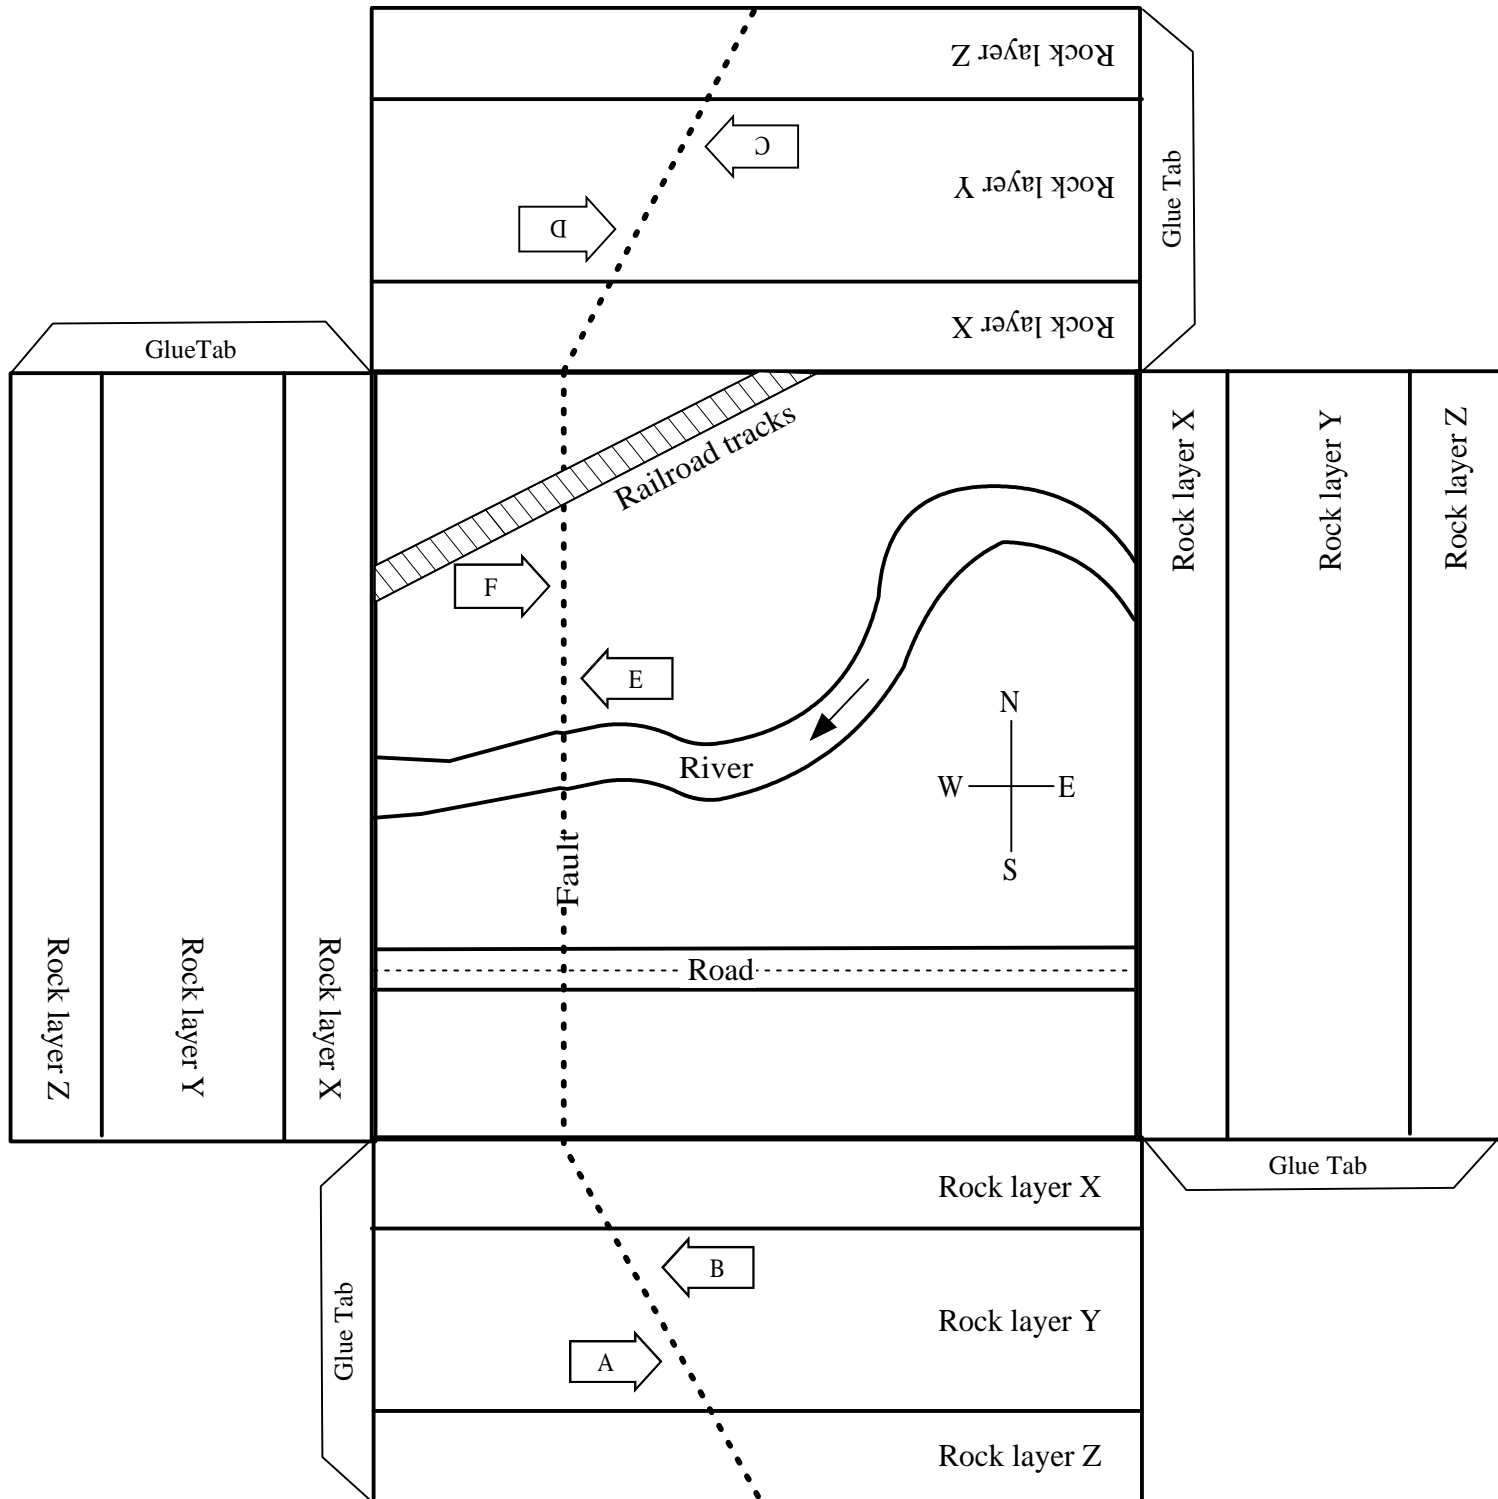 Rock layer Z
C
Rock layer Y
D
Rock layer X
Glue Tab
GlueTab
Railroad tracks
F
E
River
N
W
E
S
Fault
Road
Rock layer Z
Rock layer Y
Rock layer X
Rock layer X
Rock layer Y
Rock layer Z
Glue Tab
Rock layer X
B
Rock layer Y
A
Rock layer Z
Glue Tab